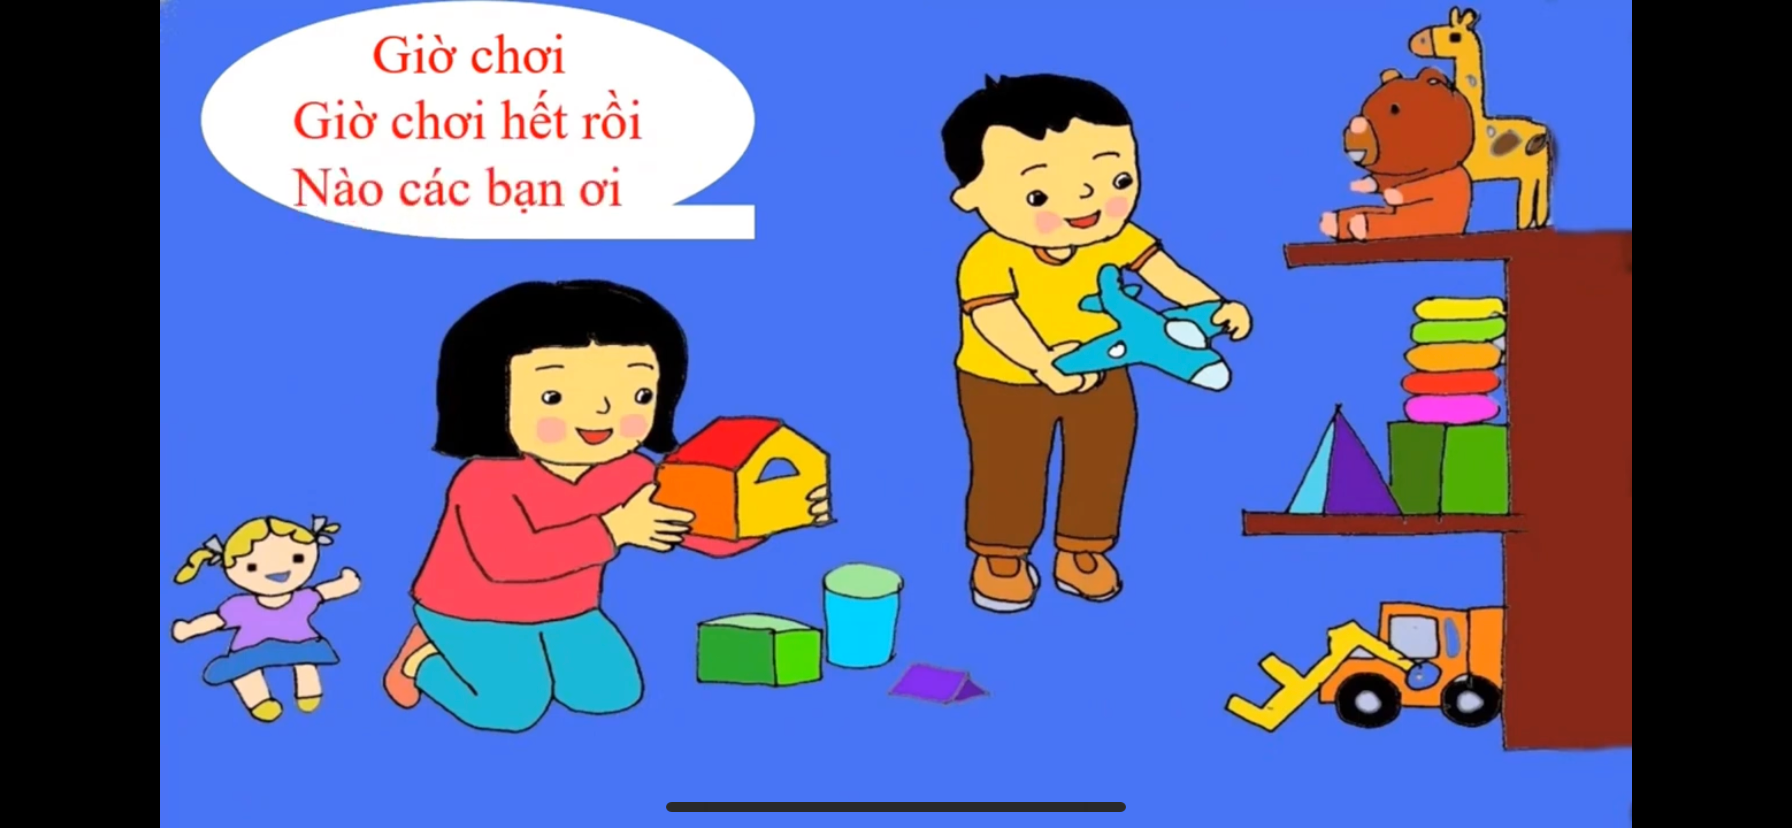 Giờ chơi
Giờ chơi hết rồi
Nào các bạn ơi